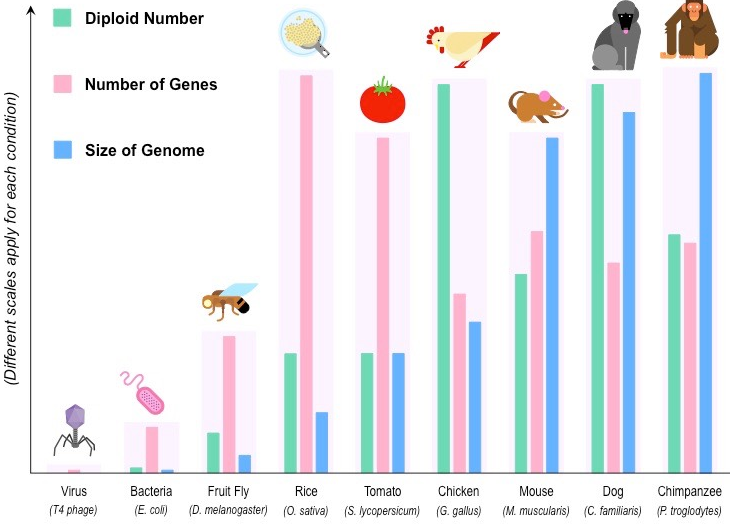 Diploid Number
Number of Genes
Size of Genome
(Different scales apply for each condition)
Virus
(T4 phage)
Bacteria
(E. coli)
Fruit Fly
(D. melanogaster)
Rice
(O. sativa)
Tomato
(S. lycopersicum)
Chicken
(G. gallus)
Mouse
(M. muscularis)
Dog
(C. familiaris)
Chimpanzee
(P. troglodytes)